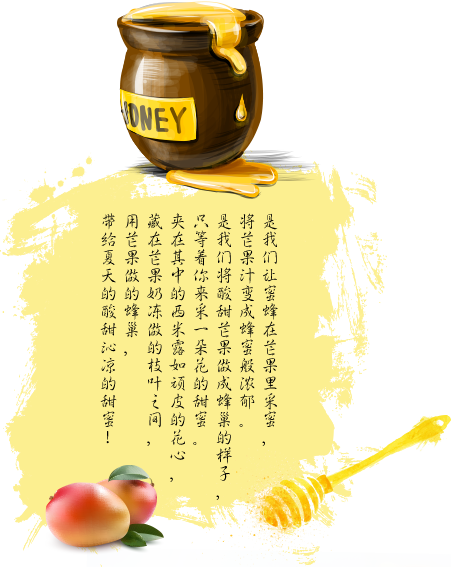 HONEY
是我们让蜜蜂在芒果里采蜜，
将芒果汁变成蜂蜜般浓郁。
是我们将酸甜芒果做成蜂巢的样子，
只等着你来采一朵花的甜蜜。
夹在其中的西米露如顽皮的花心，
藏在芒果奶冻做的枝叶之间，
用芒果做的蜂巢，
带给夏天的酸甜沁凉的甜蜜！